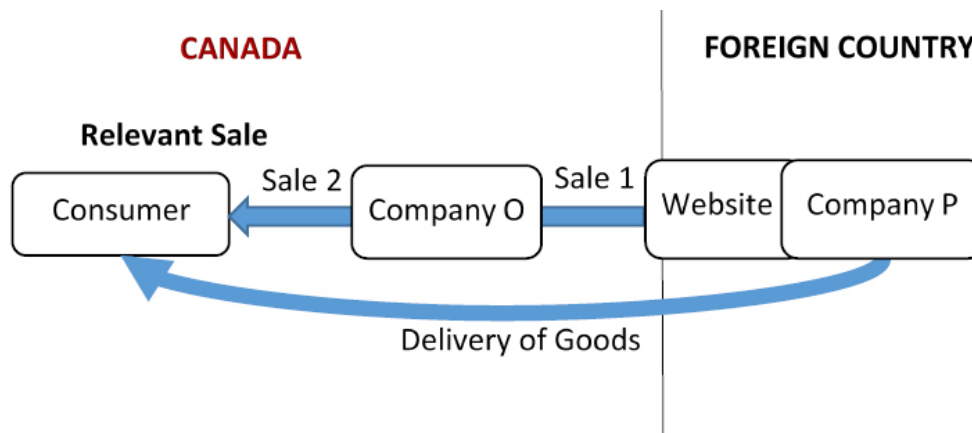 CANADA
FOREIGN COUNTRY
Relevant Sale
Sale 2
Sale 1
Consumer
Company O
Website
Company P
Delivery of Goods